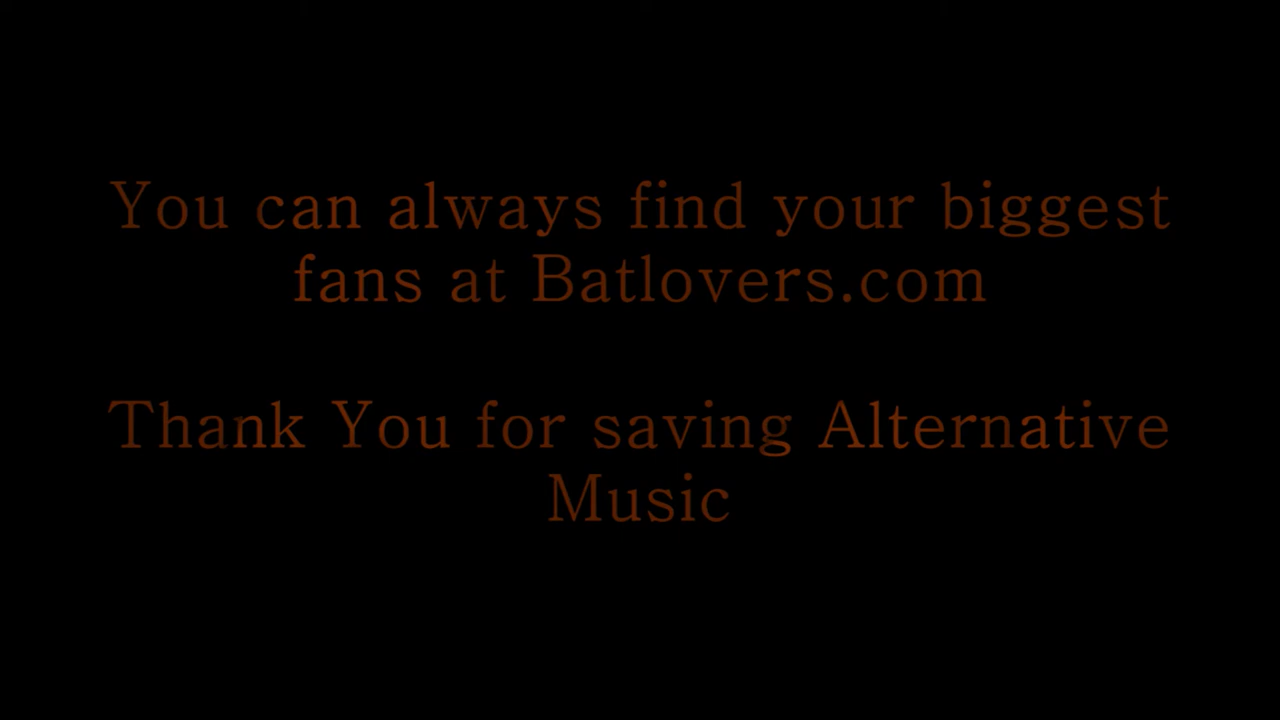 You can always find your biggest
fans at Batlovers.com
Thank You for saving Alternative
Music